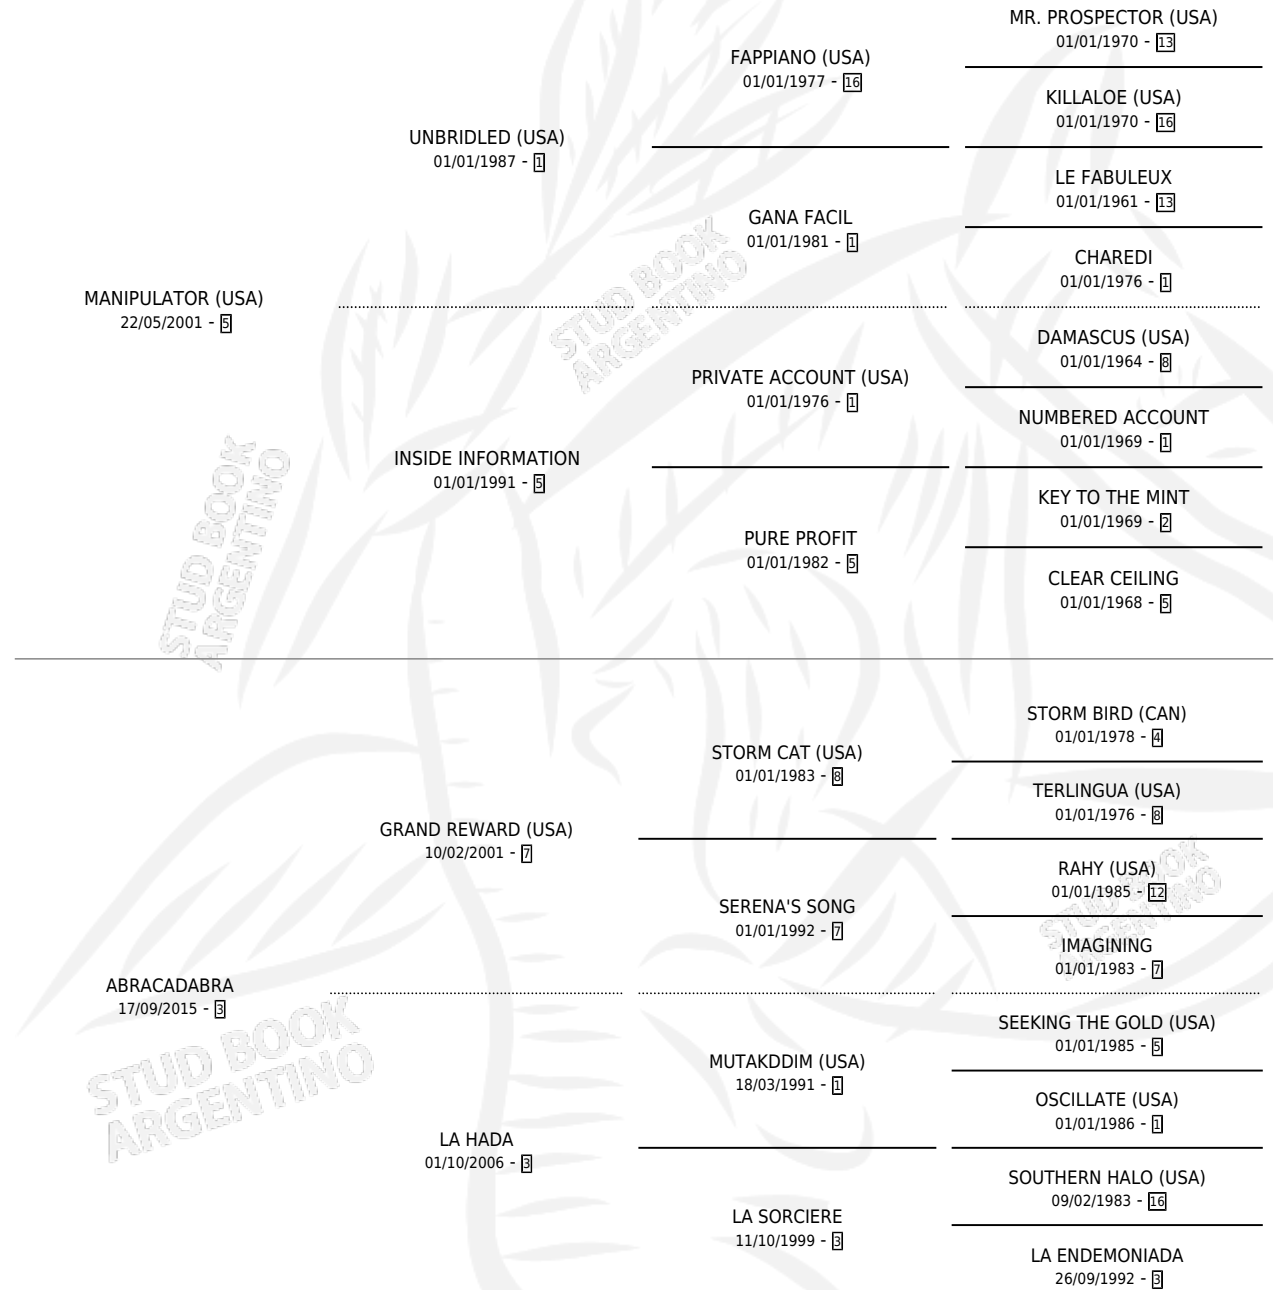 MR. PROSPECTOR (USA)
01/01/1970 - 13
FAPPIANO (USA)
01/01/1977 - 16
KILLALOE (USA)
01/01/1970 - 16
UNBRIDLED (USA)
01/01/1987 - 1
LE FABULEUX
01/01/1961 - 13
GANA FACIL
01/01/1981 - 1
CHAREDI
01/01/1976 - 1
MANIPULATOR (USA)
22/05/2001 - 5
DAMASCUS (USA)
01/01/1964 - 8
PRIVATE ACCOUNT (USA)
01/01/1976 - 1
NUMBERED ACCOUNT
01/01/1969 - 1
INSIDE INFORMATION
01/01/1991 - 5
KEY TO THE MINT
01/01/1969 - 2
PURE PROFIT
01/01/1982 - 5
CLEAR CEILING
01/01/1968 - 5
STORM BIRD (CAN)
01/01/1978 - 4
STORM CAT (USA)
01/01/1983 - 8
TERLINGUA (USA)
01/01/1976 - 8
GRAND REWARD (USA)
10/02/2001 - 7
RAHY (USA)
01/01/1985 - 12
SERENA'S SONG
01/01/1992 - 7
IMAGINING
01/01/1983 - 7
ABRACADABRA
17/09/2015 - 3
SEEKING THE GOLD (USA)
01/01/1985 - 5
MUTAKDDIM (USA)
18/03/1991 - 1
OSCILLATE (USA)
01/01/1986 - 1
LA HADA
01/10/2006 - 3
SOUTHERN HALO (USA)
09/02/1983 - 16
LA SORCIERE
11/10/1999 - 3
LA ENDEMONIADA
26/09/1992 - 3
STUD BOOK
ARGENTINO
STUD BOOK
ARGENTINO
STUD BOOK
ARGENTINO
STUD BOOK
ARGENTINO